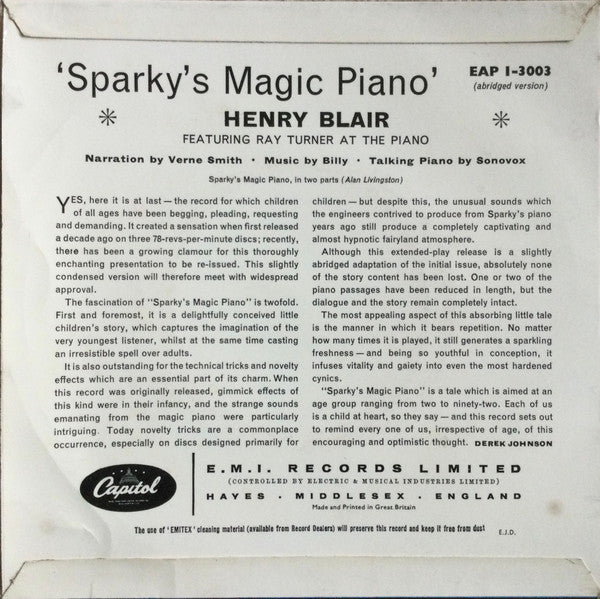 'Sparky's Magic Piano'
EAP 1-3003
(abridged version)
HENRY BLAIR
FEATURING RAY TURNER AT THE PIANO
Narration by Verne Smith · Music by Billy · Talking Piano by Sonovox
Sparky's Magic Piano, in two parts (Alan Livingston)
YES, here it is at last — the record for which children
of all ages have been begging, pleading, requesting
and demanding. It created a sensation when first released
a decade ago on three 78-revs-per-minute discs; recently,
there has been a growing clamour for this thoroughly
enchanting presentation to be re-issued. This slightly
condensed version will therefore meet with widespread
approval.
The fascination of "Sparky's Magic Piano" is twofold.
First and foremost, it is a delightfully conceived little
children's story, which captures the imagination of the
very youngest listener, whilst at the same time casting
an irresistible spell over adults.
It is also outstanding for the technical tricks and novelty
effects which are an essential part of its charm. When
this record was originally released, gimmick effects of
this kind were in their infancy, and the strange sounds
emanating from the magic piano were particularly
intriguing. Today novelty tricks are a commonplace
occurrence, especially on discs designed primarily for
children — but despite this, the unusual sounds which
the engineers contrived to produce from Sparky's piano
years ago still produce a completely captivating and
almost hypnotic fairyland atmosphere.
Although this extended-play release is a slightly
abridged adaptation of the initial issue, absolutely none
of the story content has been lost. One or two of the
piano passages have been reduced in length, but the
dialogue and the story remain completely intact.
The most appealing aspect of this absorbing little tale
is the manner in which it bears repetition. No matter
how many times it is played, it still generates a sparkling
freshness — and being so youthful in conception, it
infuses vitality and gaiety into even the most hardened
cynics.
"Sparky's Magic Piano" is a tale which is aimed at an
age group ranging from two to ninety-two. Each of us
is a child at heart, so they say — and this record sets out
to remind every one of us, irrespective of age, of this
encouraging and optimistic thought. DEREK JOHNSON
Capitol
E.M.I. RECORDS LIMITED
(CONTROLLED BY ELECTRIC & MUSICAL INDUSTRIES LIMITED)
HAYES . MIDDLESEX . ENGLAND
Made and Printed in Great Britain
The use of 'EMITEX' cleaning material (available from Record Dealers) will preserve this record and keep it free from dust
E.J.D.